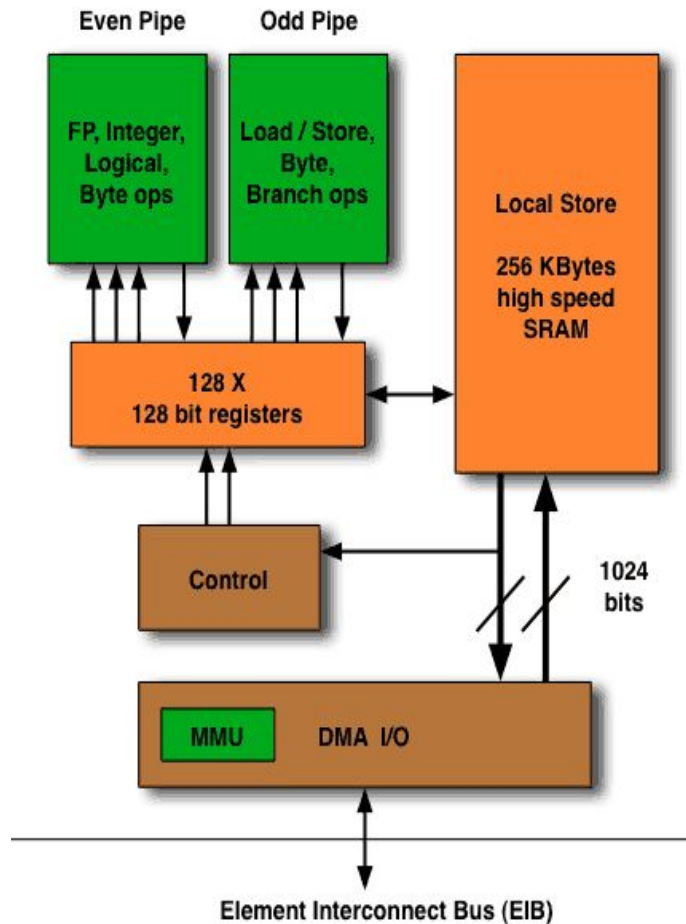 Even Pipe
Odd Pipe
FP, Integer,
Logical,
Byte ops
Load / Store,
Byte,
Branch ops
Local Store
256 KBytes
high speed
SRAM
128 X
128 bit registers
Control
1024
bits
MMU
DMA I/O
Element Interconnect Bus (EIB)